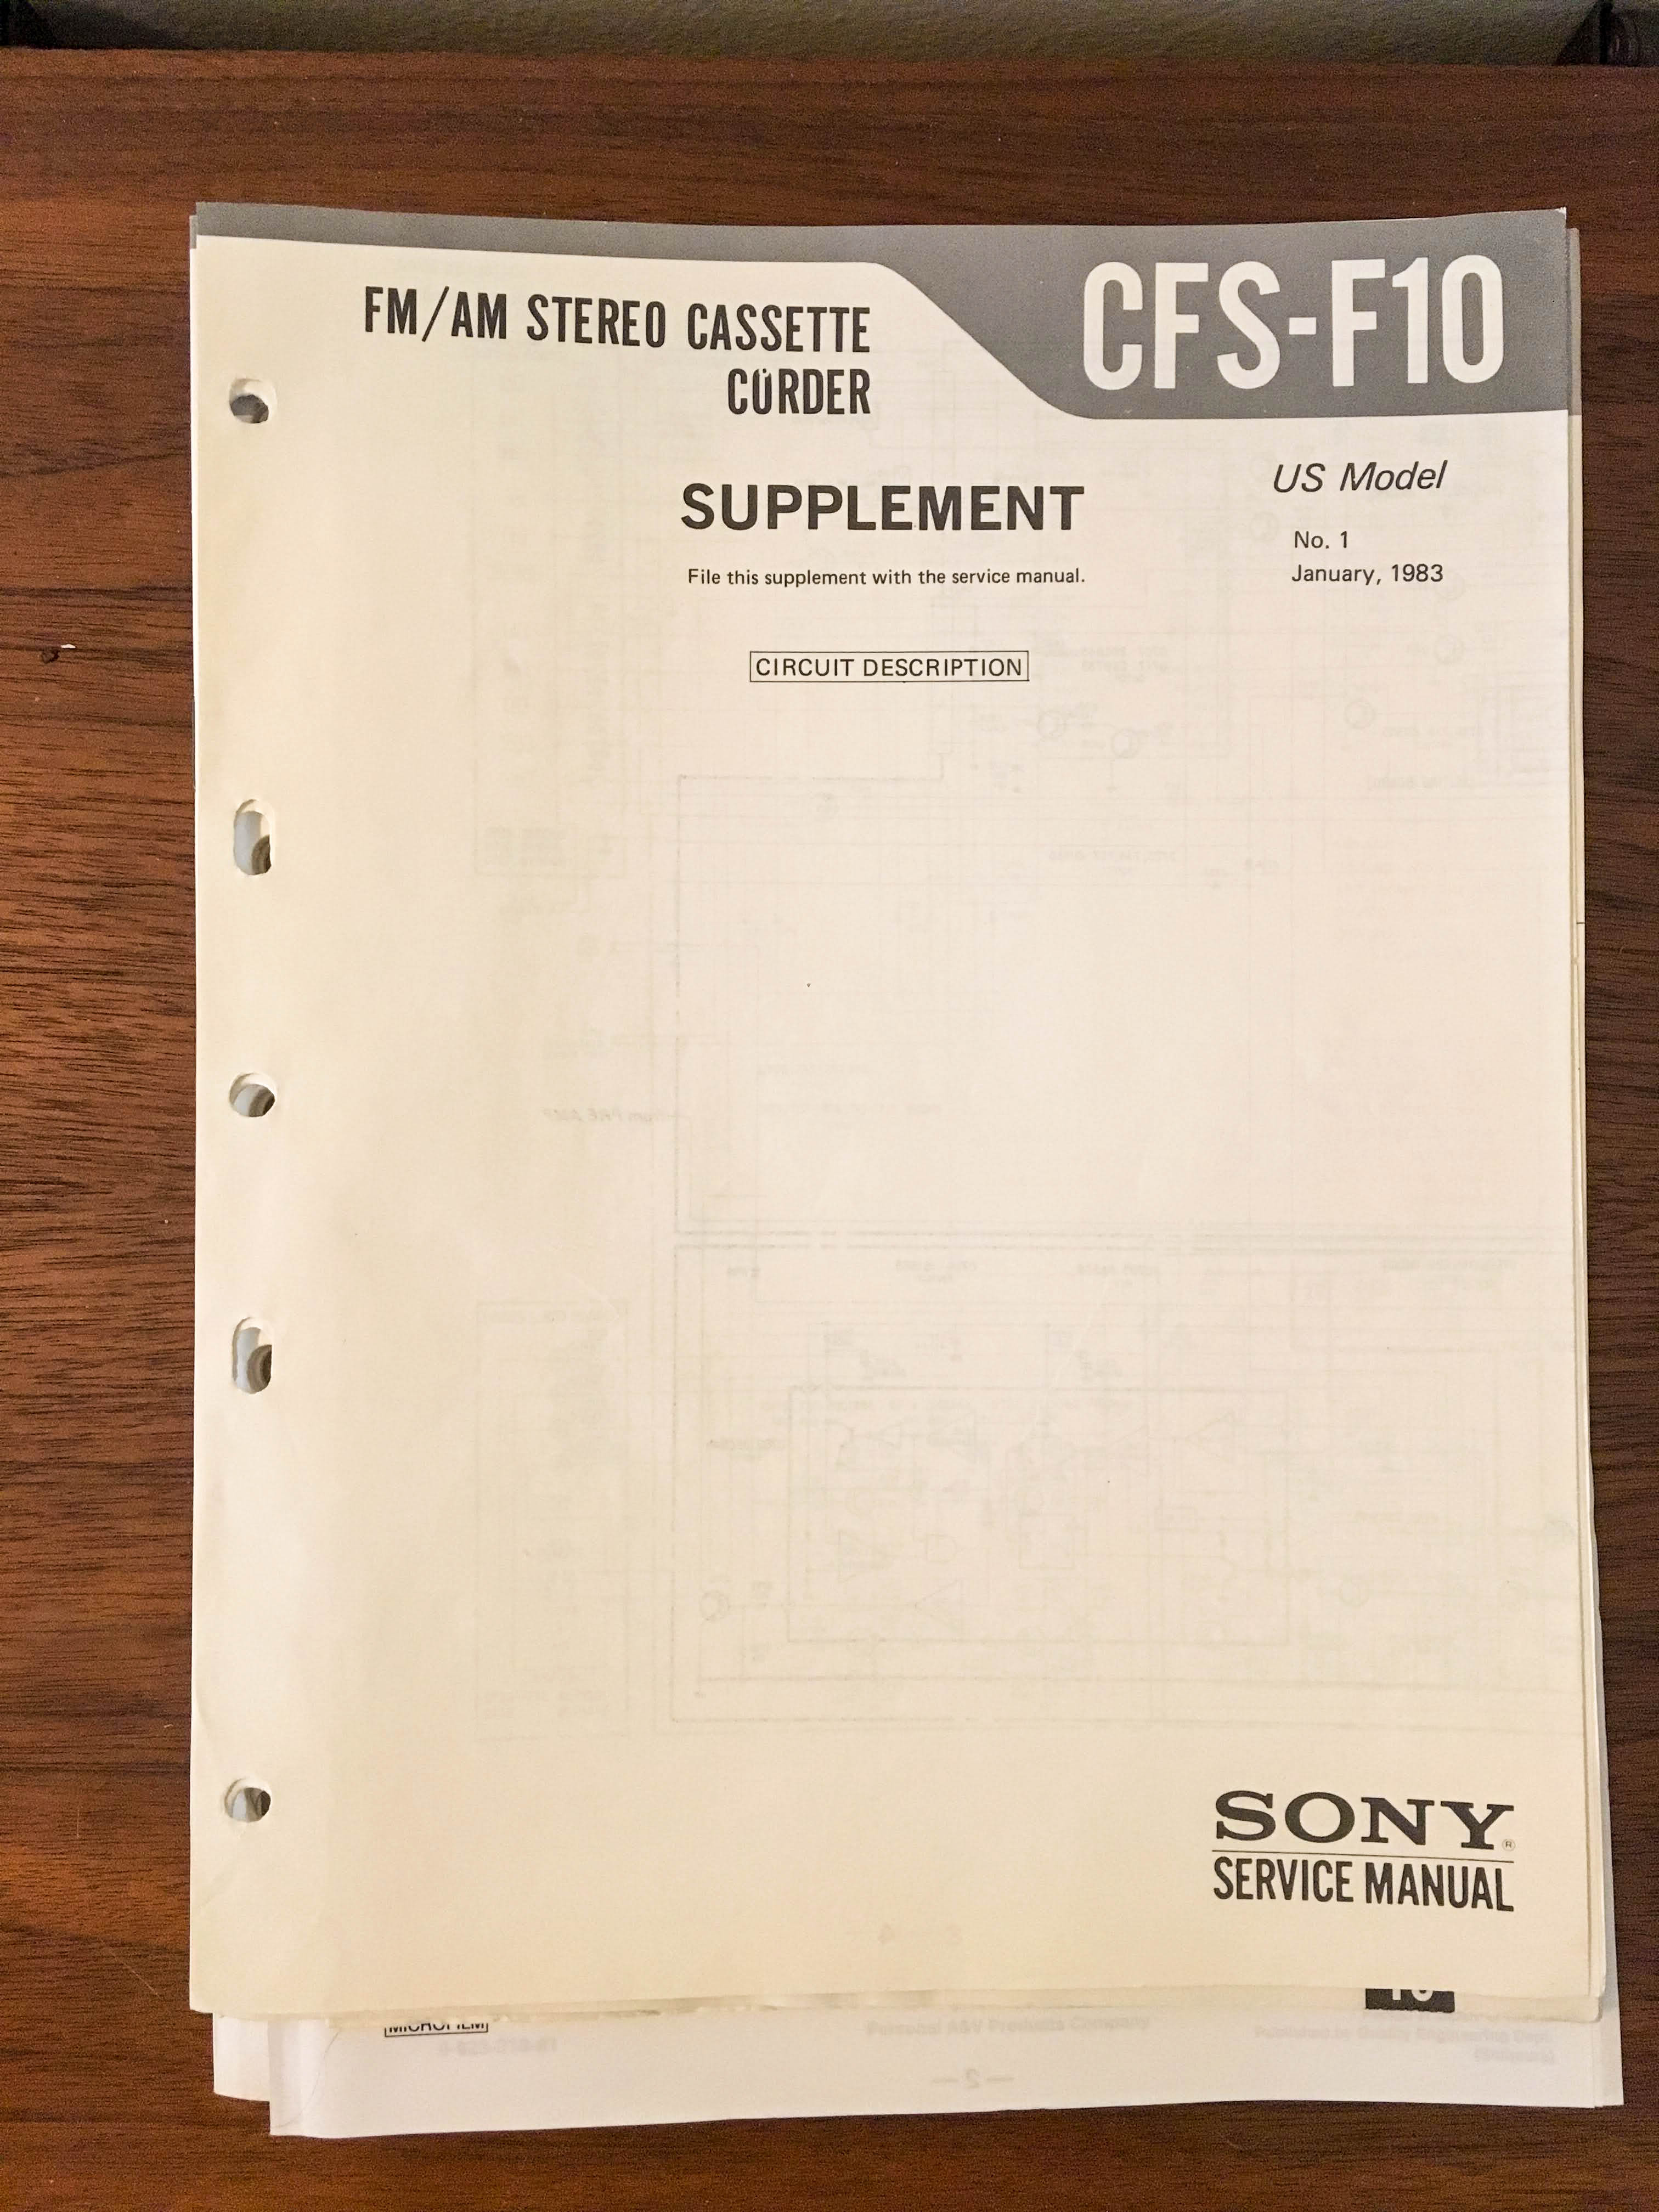 FM/AM STEREO CASSETTE
CORDER
CFS-F10
SUPPLEMENT
File this supplement with the service manual.
US Model
No. 1
January, 1983
CIRCUIT DESCRIPTION
SONY®
SERVICE MANUAL
MICROFILM